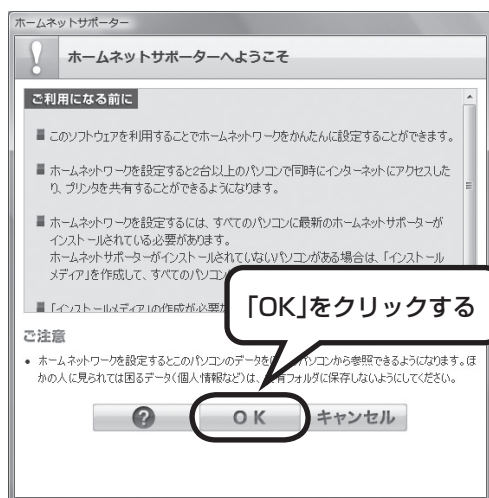 ホームネットサポーター
ホームネットサポーターへようこそ
ご利用になる前に
このソフトウェアを利用することでホームネットワークをかんたんに設定することができます。
ホームネットワークを設定すると2台以上のパソコンで同時にインターネットにアクセスした
り、プリンタを共有することができるようになります。
ホームネットワークを設定するには、すべてのパソコンに最新のホームネットサポーターが
インストールされている必要があります。
ホームネットサポーターがインストールされていないパソコンがある場合は、「インストール
メディア」を作成して、すべてのパソコン
「インストールメディア」の作成が必要
「OK」をクリックする
ご注意
• ホームネットワークを設定するとこのパソコンのデータを パソコンから参照できるようになります。ほ
かの人に見られては困るデータ(個人情報など)は、 有フォルダに保存しないようにしてください。
? OK キャンセル